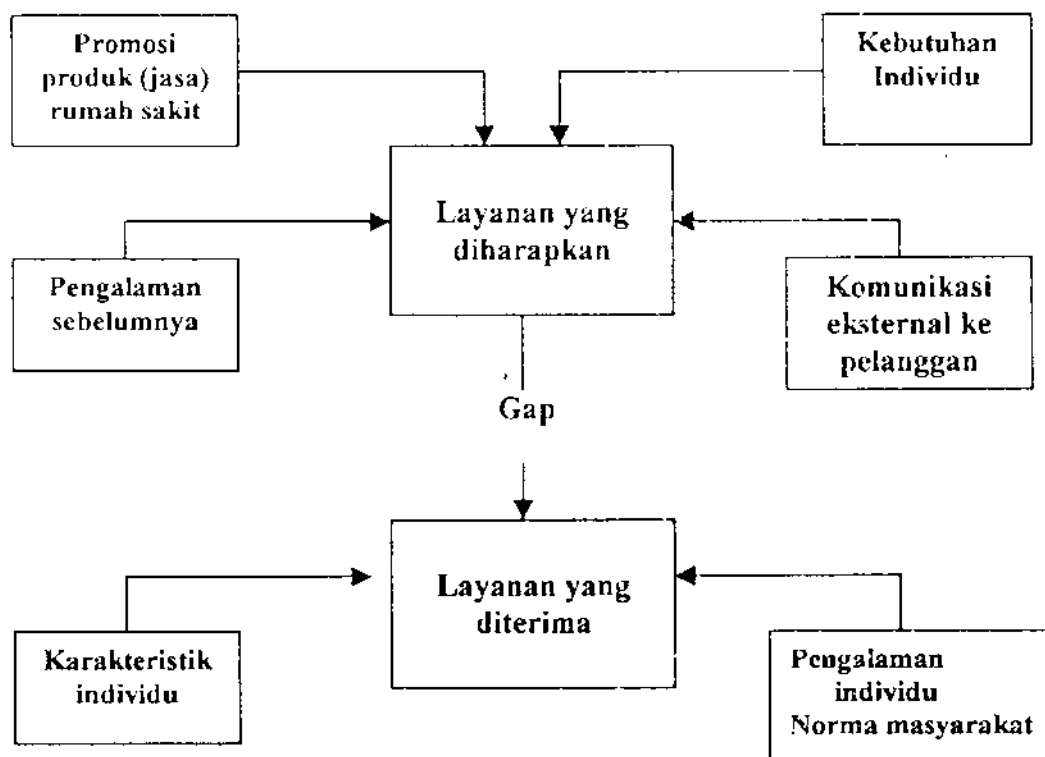 Promosi
produk (jasa)
rumah sakit
Kebutuhan
Individu
Layanan yang
diharapkan
Pengalaman
sebelumnya
Komunikasi
eksternal ke
pelanggan
Gap
Layanan yang
diterima
Karakteristik
individu
Pengalaman
individu
Norma masyarakat